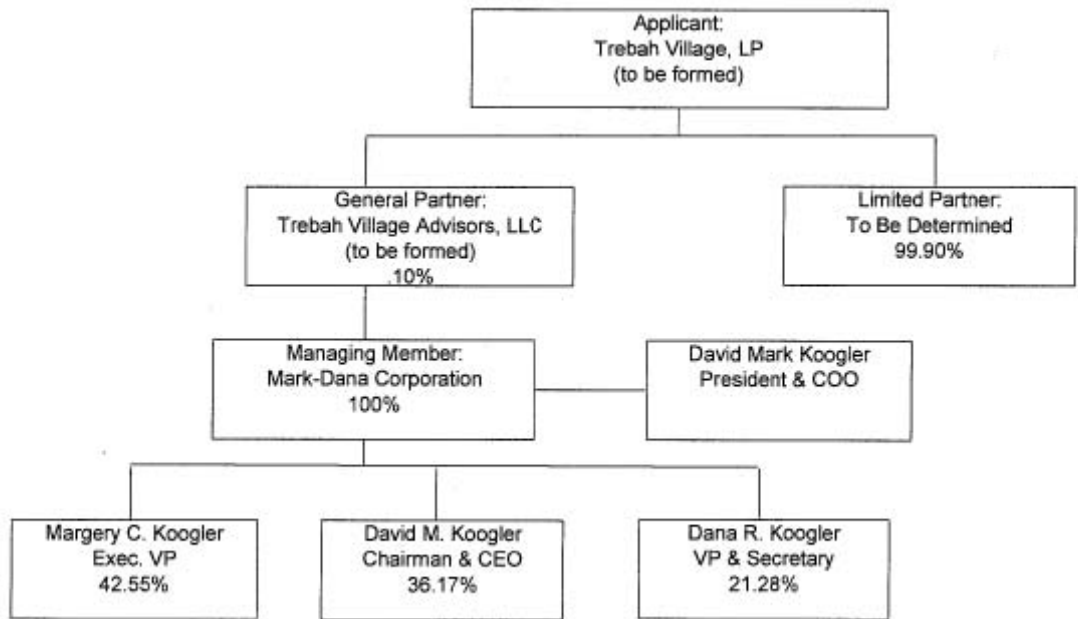 Applicant:
Trebah Village, LP
(to be formed)
General Partner:
Trebah Village Advisors, LLC
(to be formed)
.10%
Limited Partner:
To Be Determined
99.90%
Managing Member:
Mark-Dana Corporation
100%
David Mark Koogler
President & COO
Margery C. Koogler
Exec. VP
42.55%
David M. Koogler
Chairman & CEO
36.17%
Dana R. Koogler
VP & Secretary
21.28%